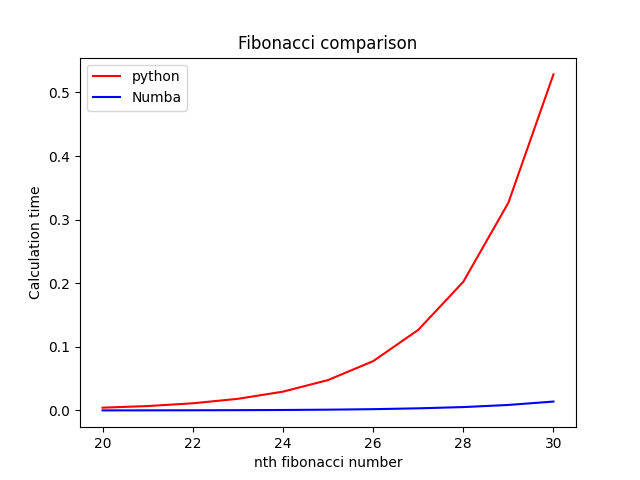 Fibonacci comparison
python
Numba
Calculation time
0.5
0.4
0.3
0.2
0.1
0.0
20 22 24 26 28 30
nth fibonacci number